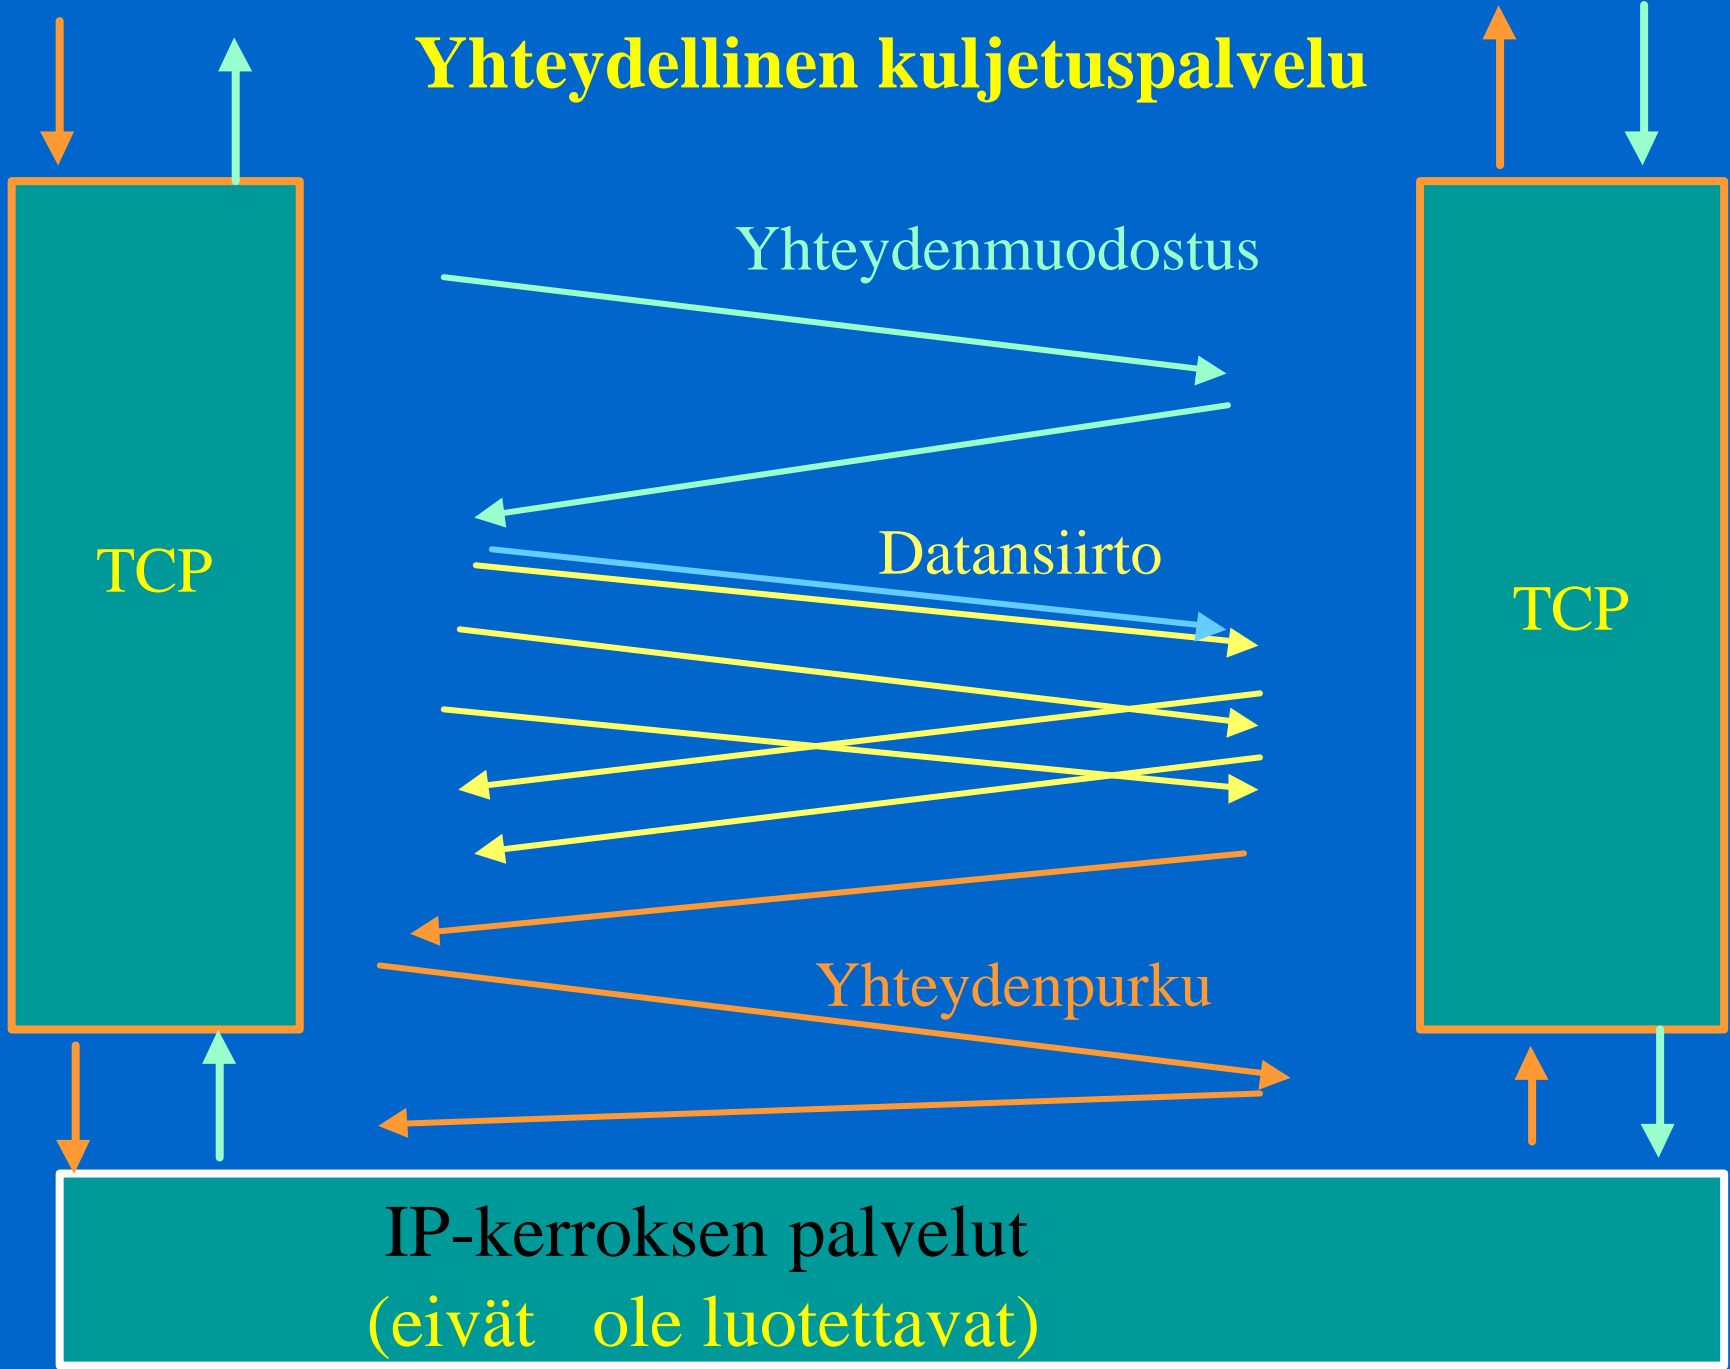 Yhteydellinen kuljetuspalvelu
Yhteydenmuodostus
Datansiirto
TCP
TCP
Yhteydenpurku
IP-kerroksen palvelut
(eivät ole luotettavat)